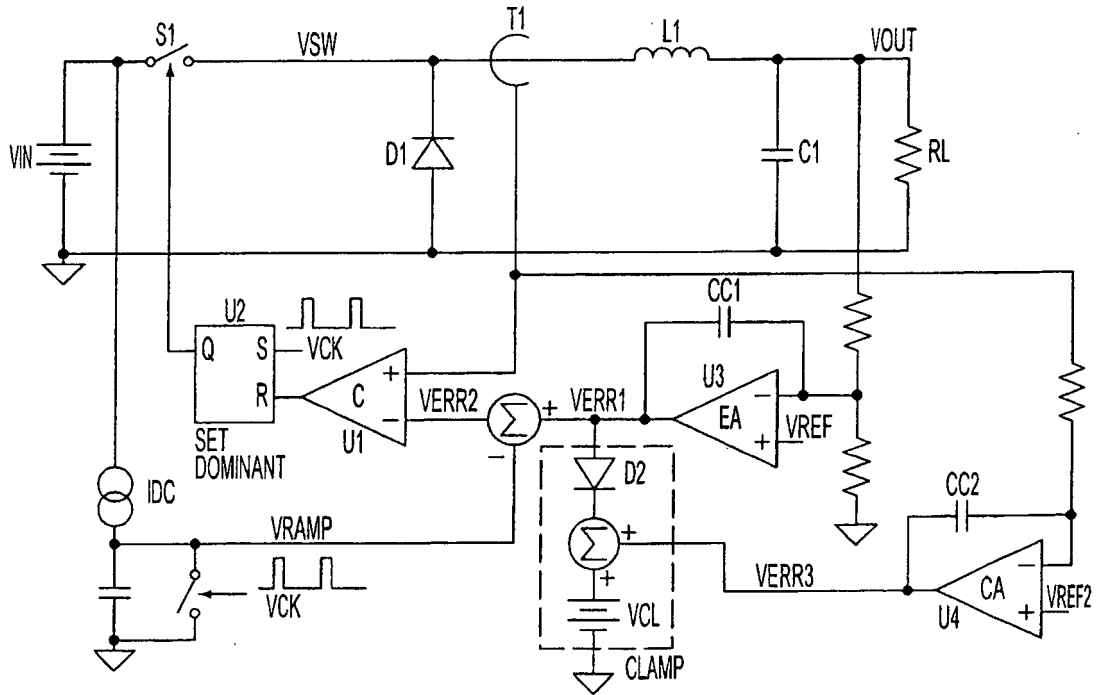 T1
S1
VSW
L1
VOUT
VIN
D1
C1
RL
CC1
U2
VCK
Q
S
R
C
+
−
U1
SET
DOMINANT
VERR2
Σ
+
−
VERR1
U3
EA
−
+
VREF
D2
CC2
IDC
VRAMP
VCK
Σ
+
+
VERR3
VCL
CLAMP
CA
−
+
VREF2
U4